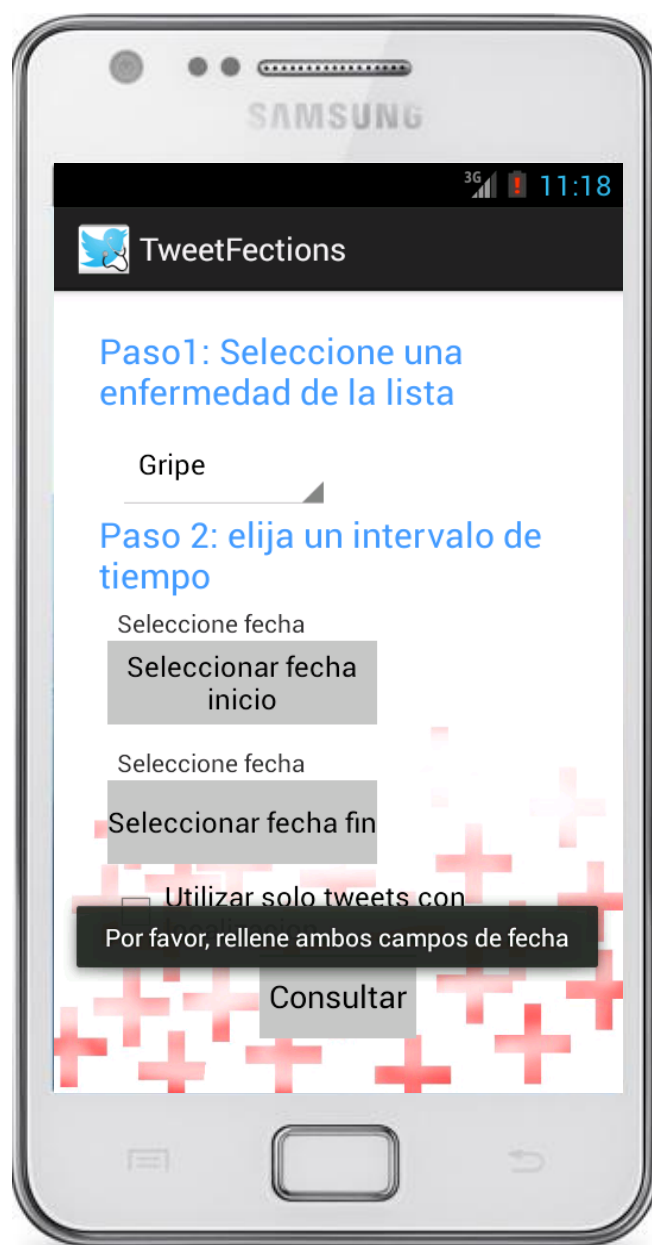 SAMSUNG
3G 11:18
TweetFections
Paso1: Seleccione una
enfermedad de la lista
Gripe
Paso 2: elija un intervalo de
tiempo
Seleccione fecha
Seleccionar fecha
inicio
Seleccione fecha
Seleccionar fecha fin
Utilizar solo tweets con
Por favor, rellene ambos campos de fecha
Consultar